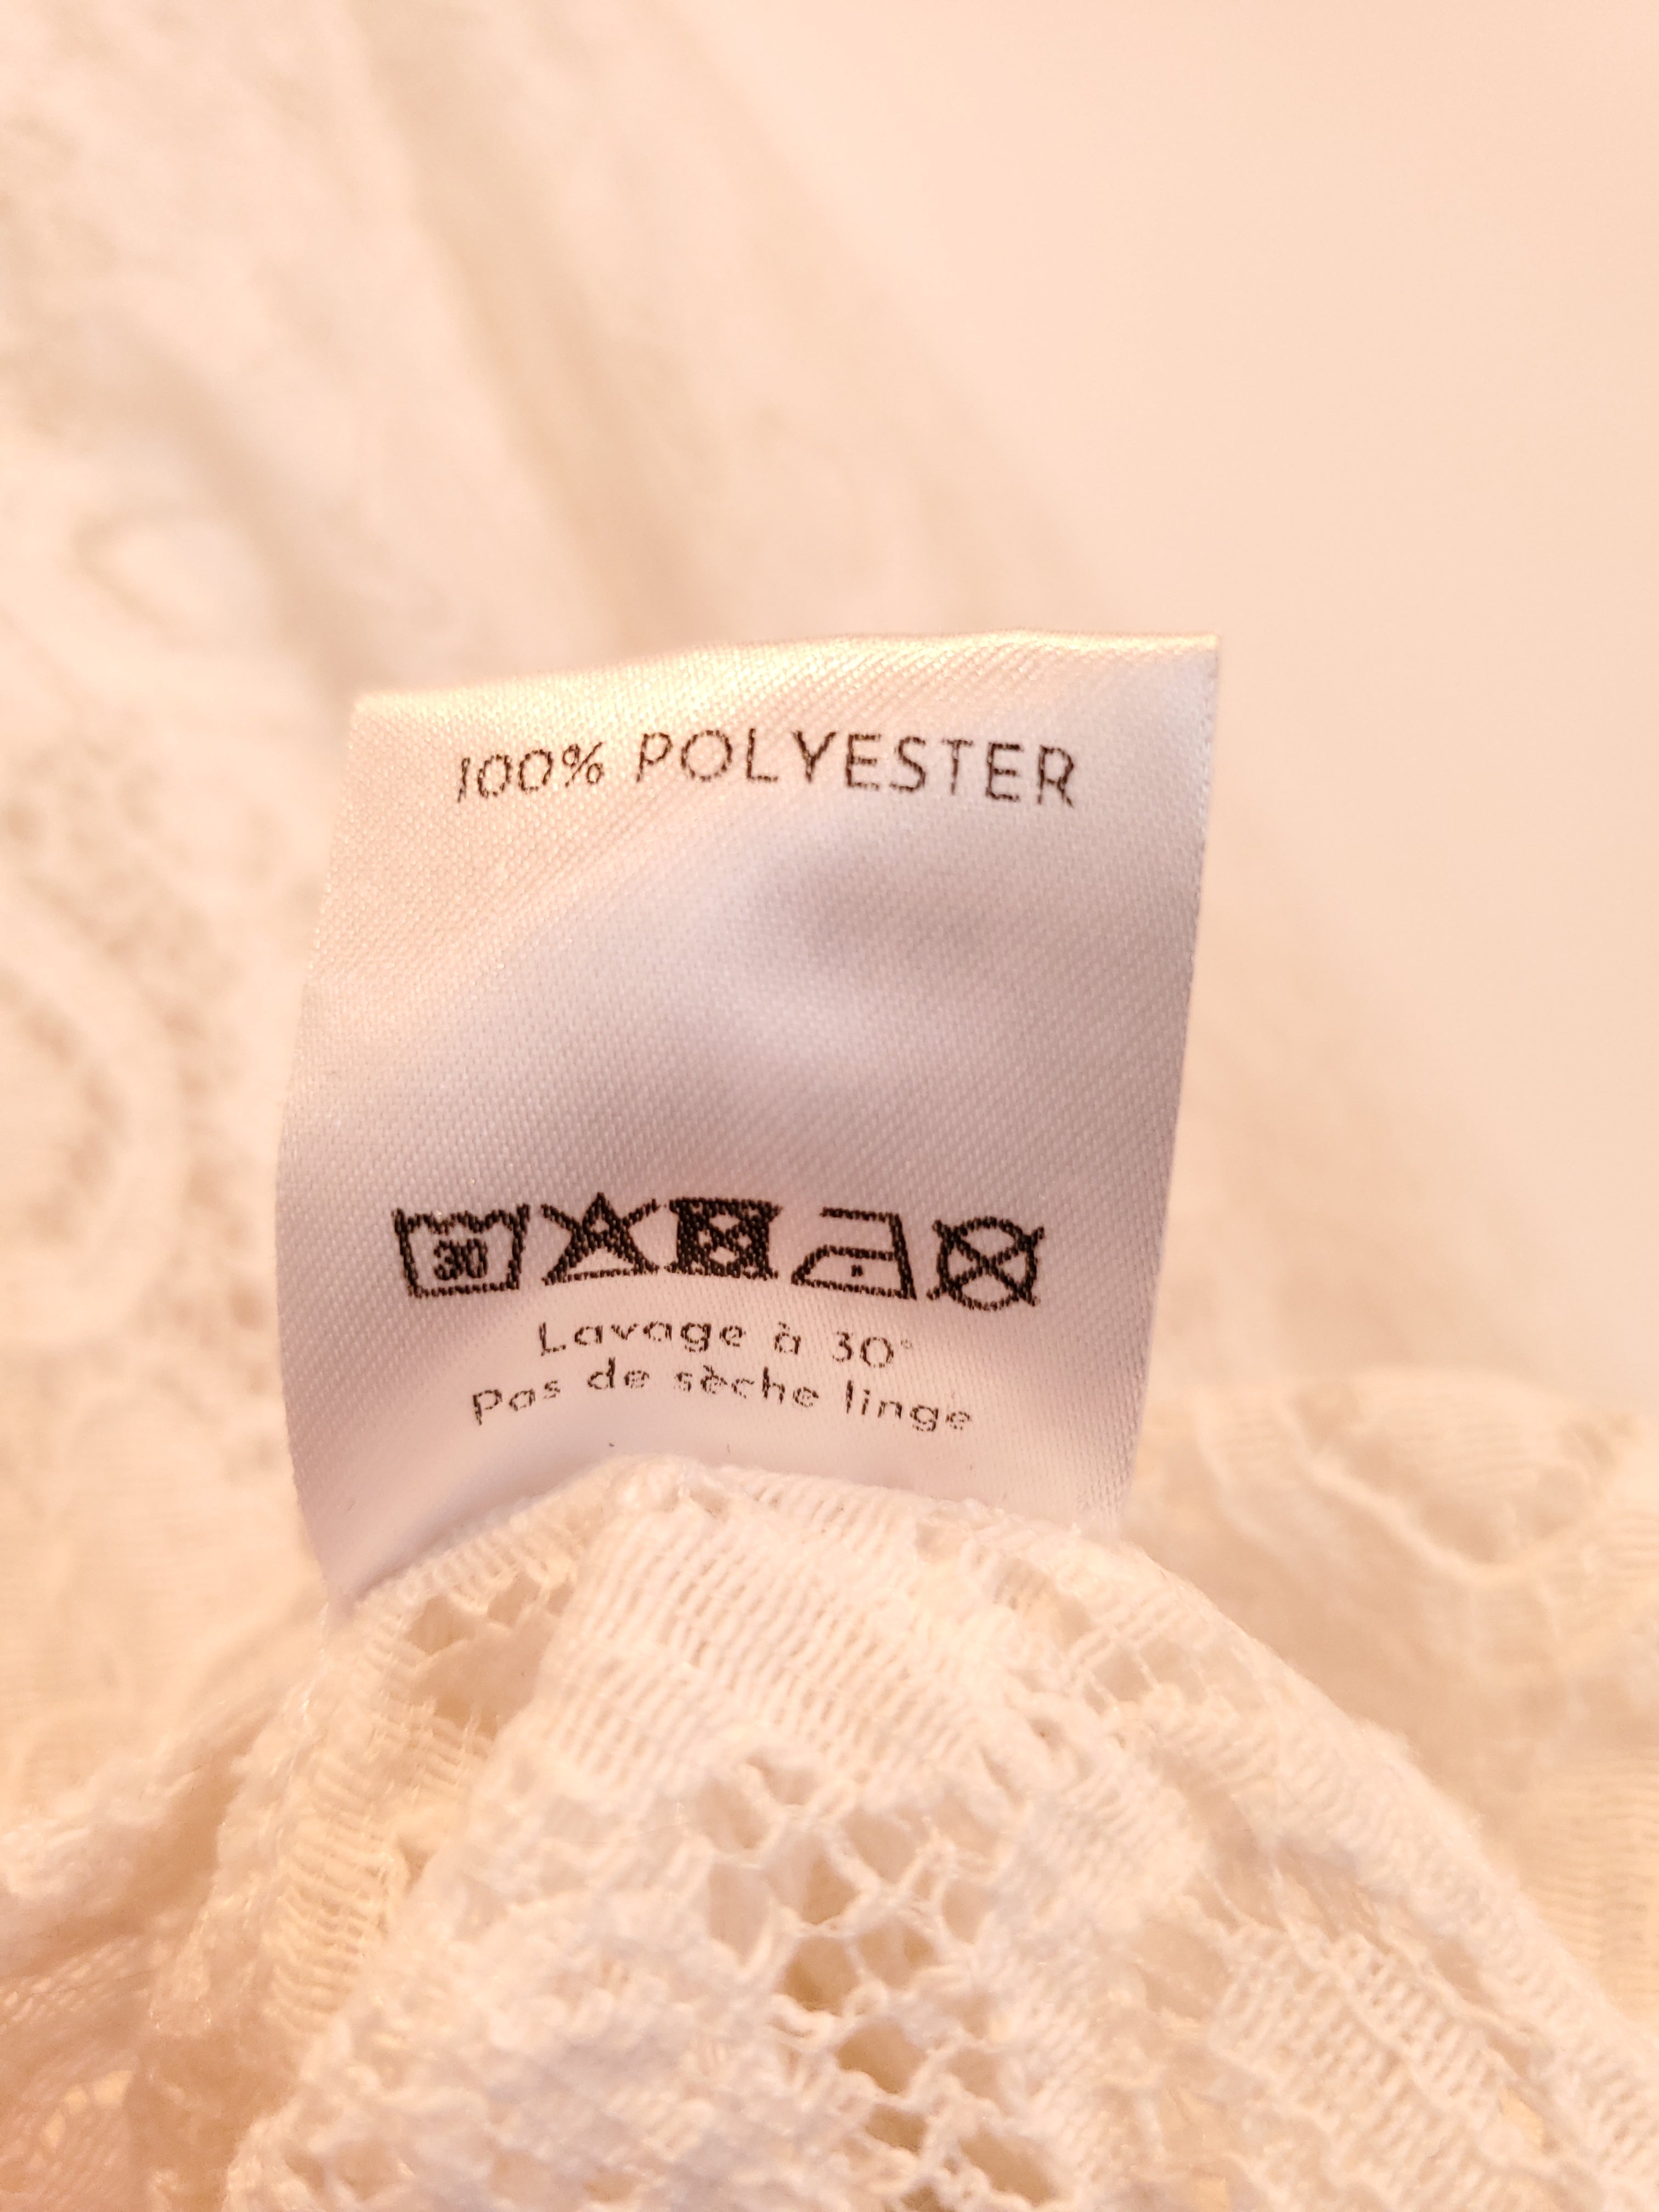 100% POLYESTER
30
Lavage à 30°
Pas de sèche linge